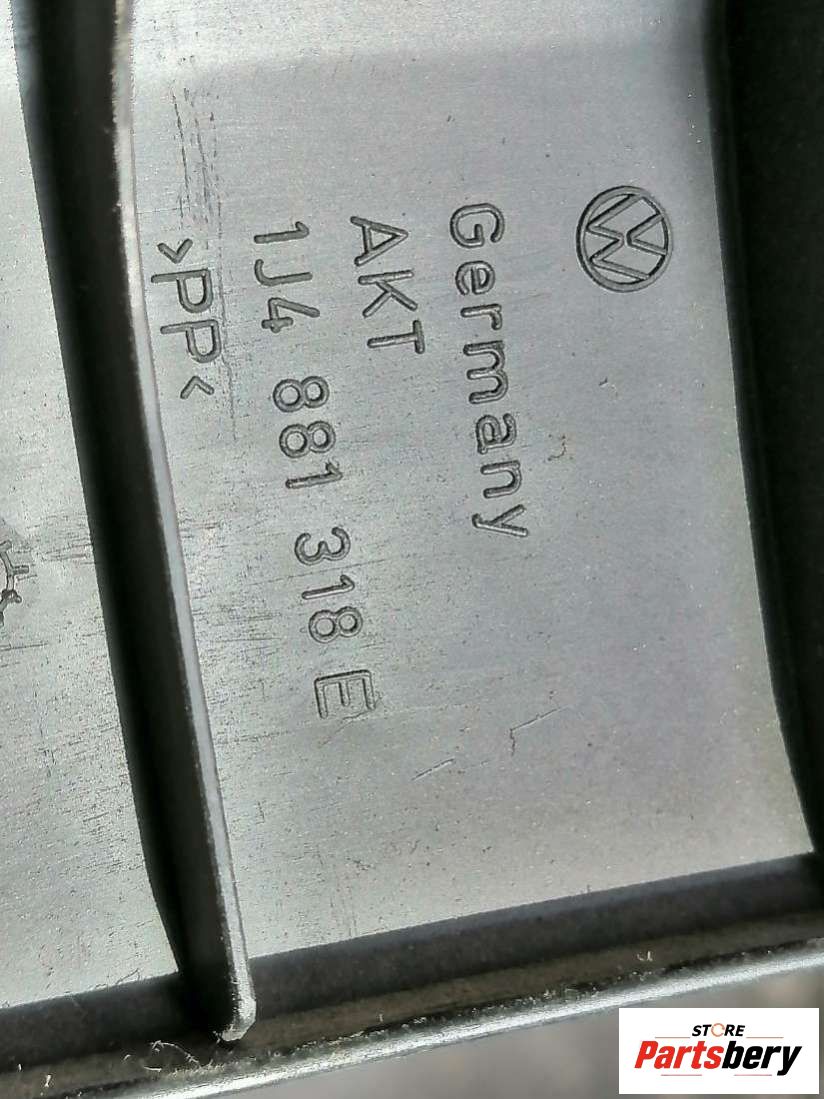 Germany
AKT
1J4 881 318 E
>PP<
STORE
Partsbery